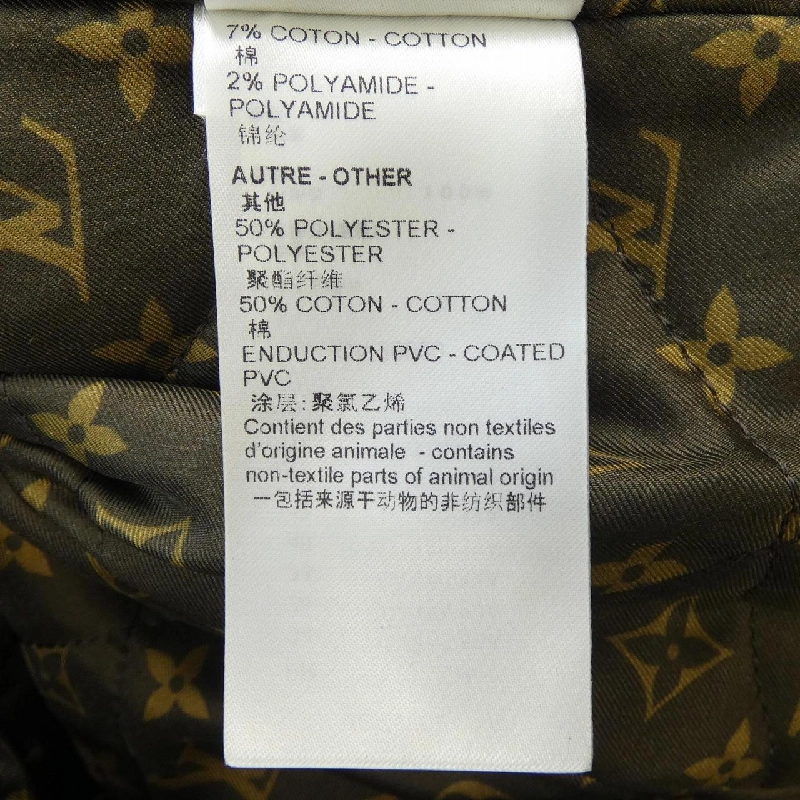 7% COTON - COTTON
棉
2% POLYAMIDE -
POLYAMIDE
锦纶
AUTRE - OTHER
其他
50% POLYESTER -
POLYESTER
聚酯纤维
50% COTON - COTTON
棉
ENDUCTION PVC - COATED
PVC
涂层: 聚氯乙烯
Contient des parties non textiles
d'origine animale - contains
non-textile parts of animal origin
一包括来源于动物的非纺织部件